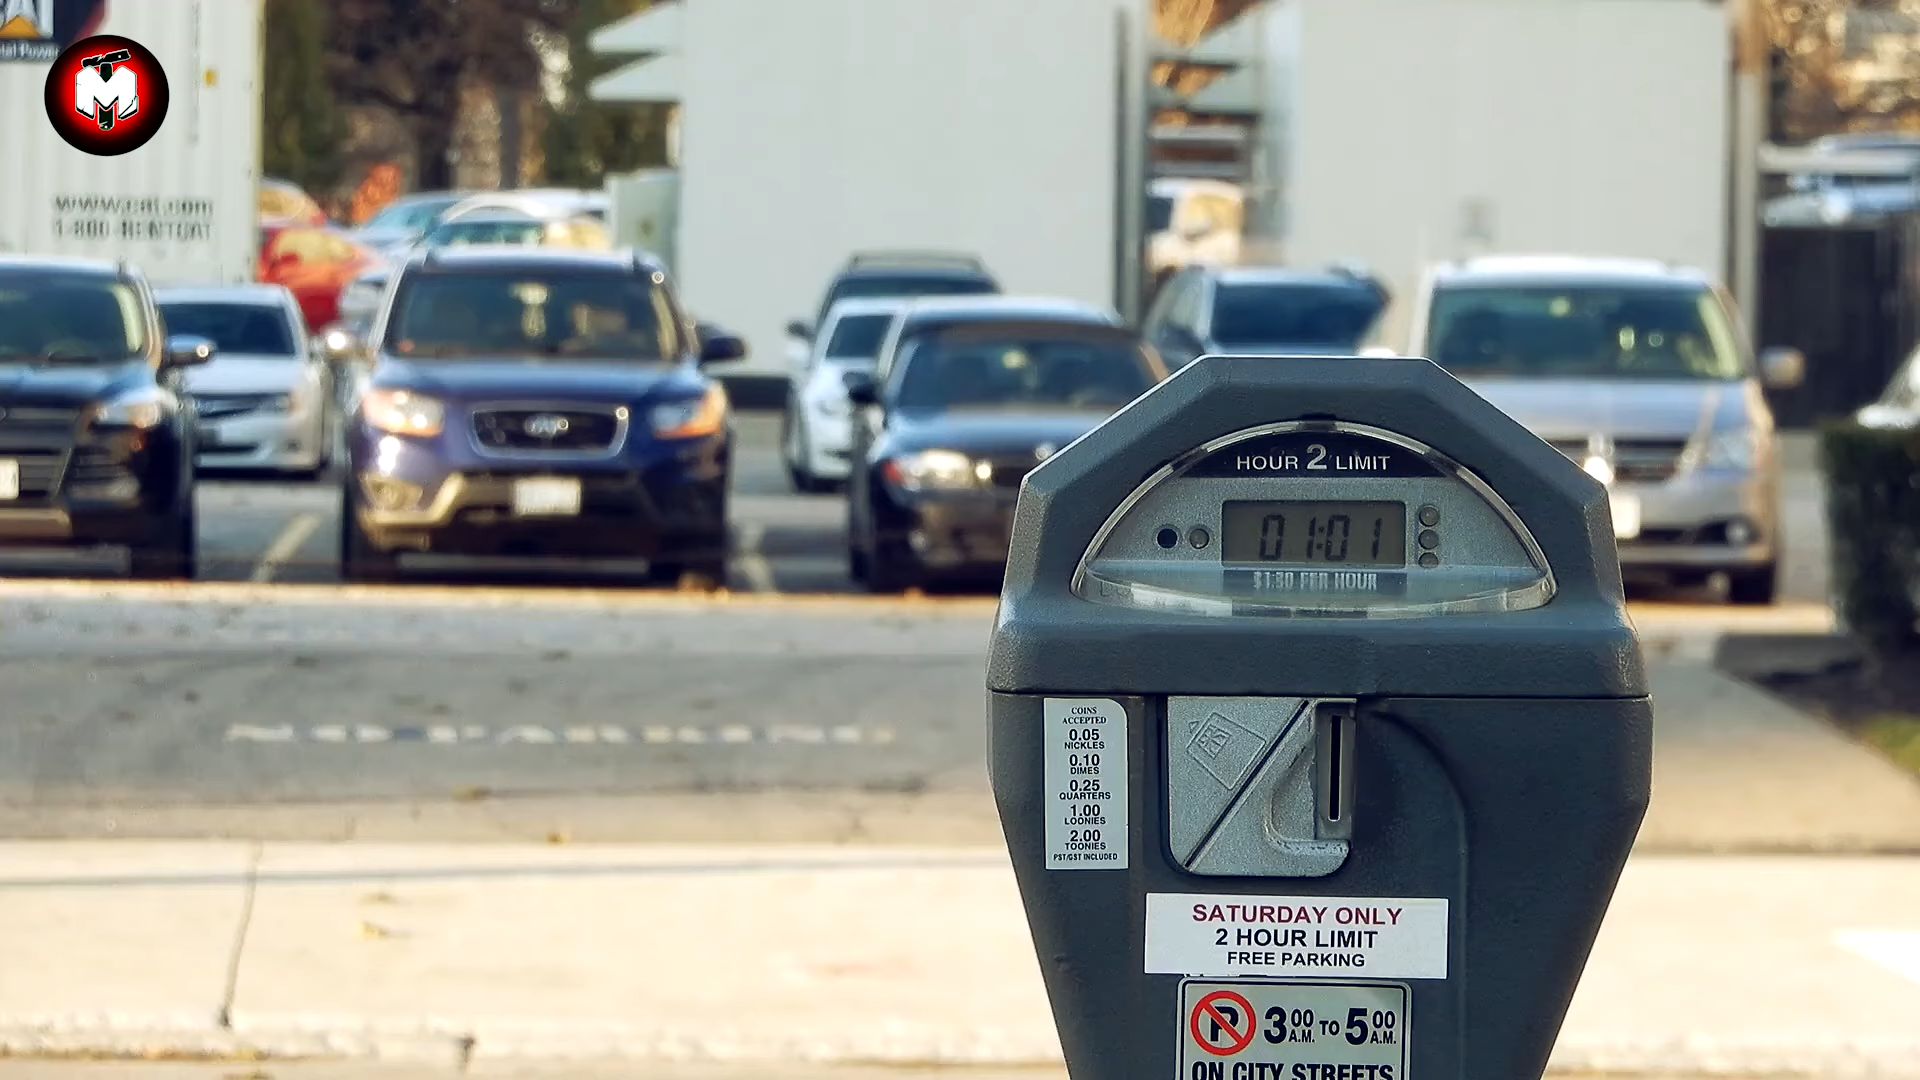 CAT
www.cat.com
1-800-RENTCAT
HOUR 2 LIMIT
01:01
PER HOUR
COINS
ACCEPTED
0.05
NICKLES
0.10
DIMES
0.25
QUARTERS
1.00
LOONIES
2.00
TOONIES
PST/GST INCLUDED
SATURDAY ONLY
2 HOUR LIMIT
FREE PARKING
P 3 00 A.M. TO 5 00 A.M.
ON CITY STREETS